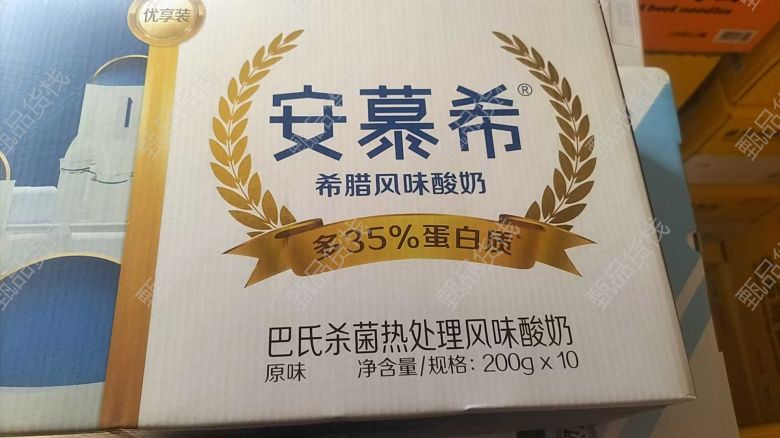 优享装
安慕希®
希腊风味酸奶
多35%蛋白质*
巴氏杀菌热处理风味酸奶
原味 净含量/规格: 200g x 10
beef noodles
甄品货栈